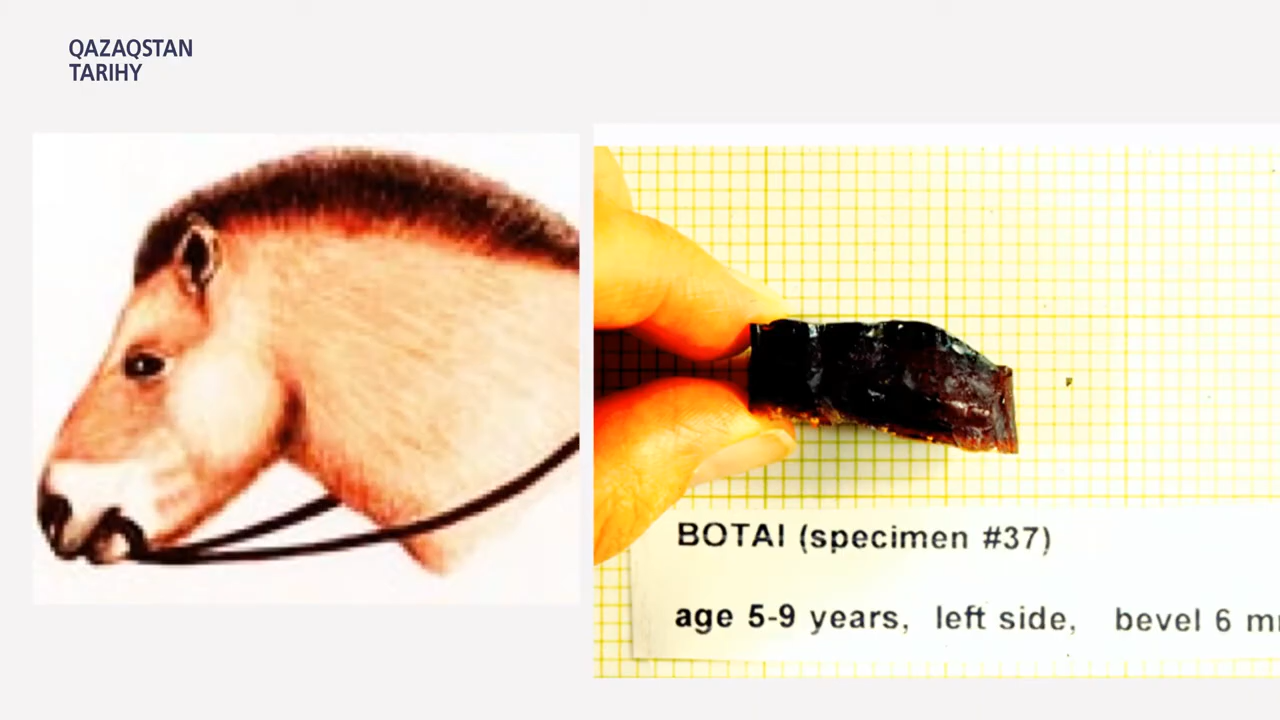 QAZAQSTAN
TARIHY
BOTAI (specimen #37)
age 5-9 years, left side, bevel 6 m